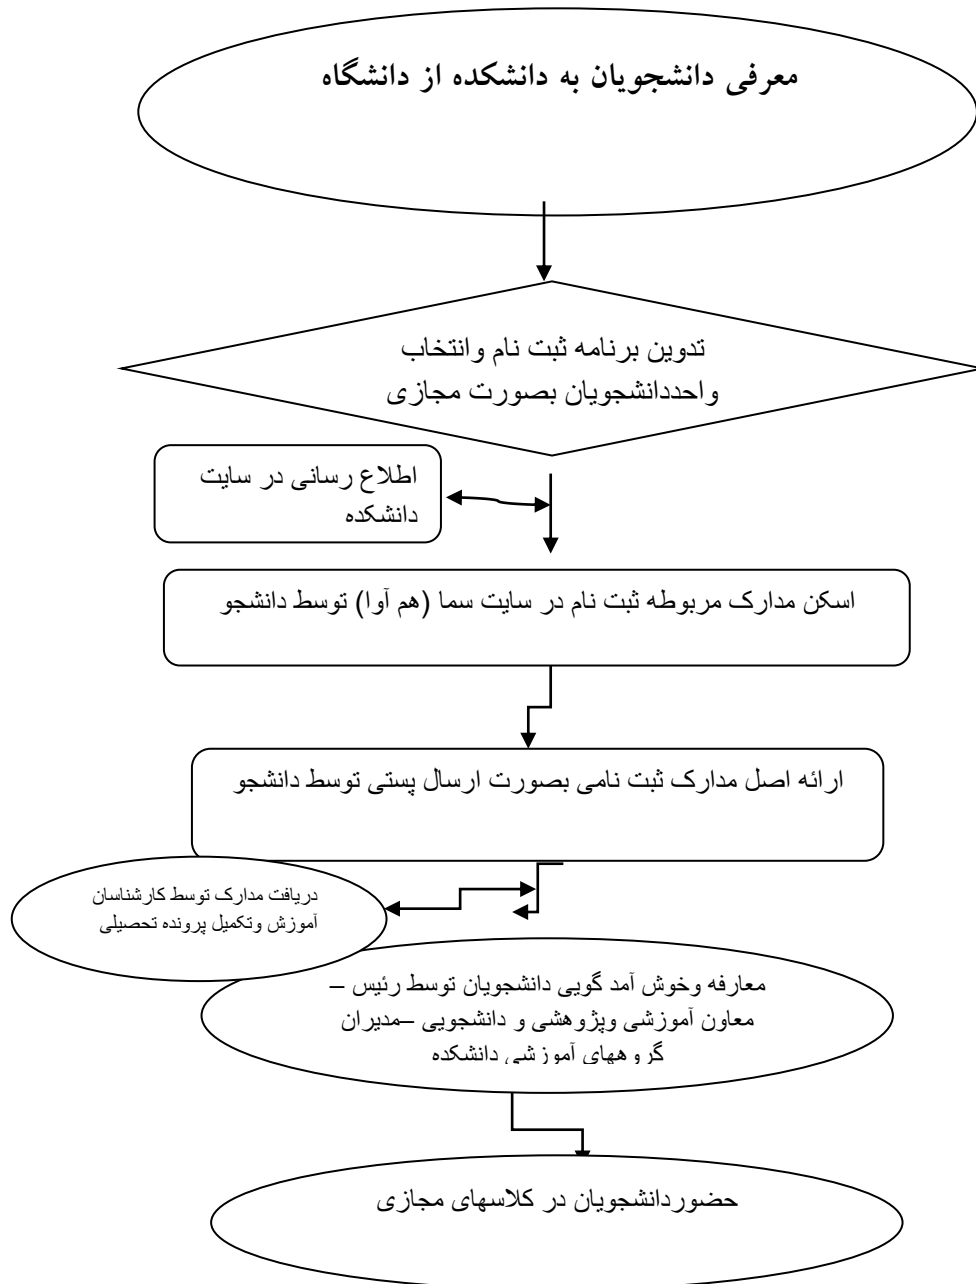 معرفی دانشجویان به دانشکده از دانشگاه
تدوین برنامه ثبت نام وانتخاب
واحددانشجویان بصورت مجازی
اطلاع رسانی در سایت
دانشکده
اسکن مدارک مربوطه ثبت نام در سایت سما (هم آوا) توسط دانشجو
ارائه اصل مدارک ثبت نامی بصورت ارسال پستی توسط دانشجو
دریافت مدارک توسط کارشناسان
آموزش وتکمیل پرونده تحصیلی
معارفه وخوش آمد گویی دانشجویان توسط رئیس –
معاون آموزشی وپژوهشی و دانشجویی –مدیران
گروههای آموزشی دانشکده
حضوردانشجویان در کلاسهای مجازی